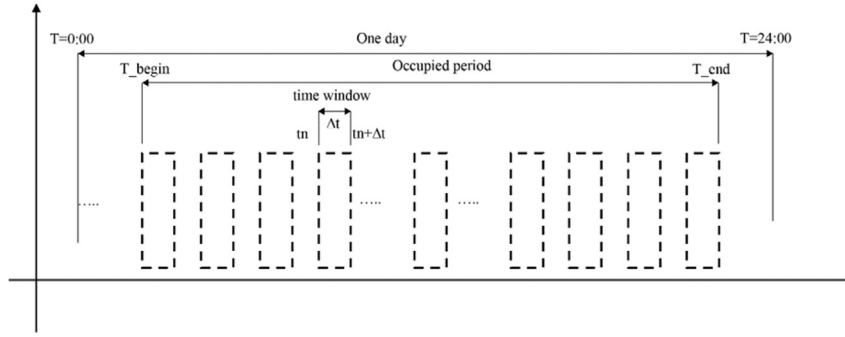 T=0:00 One day T=24:00
T_begin Occupied period T_end
time window
Δt
tn tn+Δt
..... ..... .....